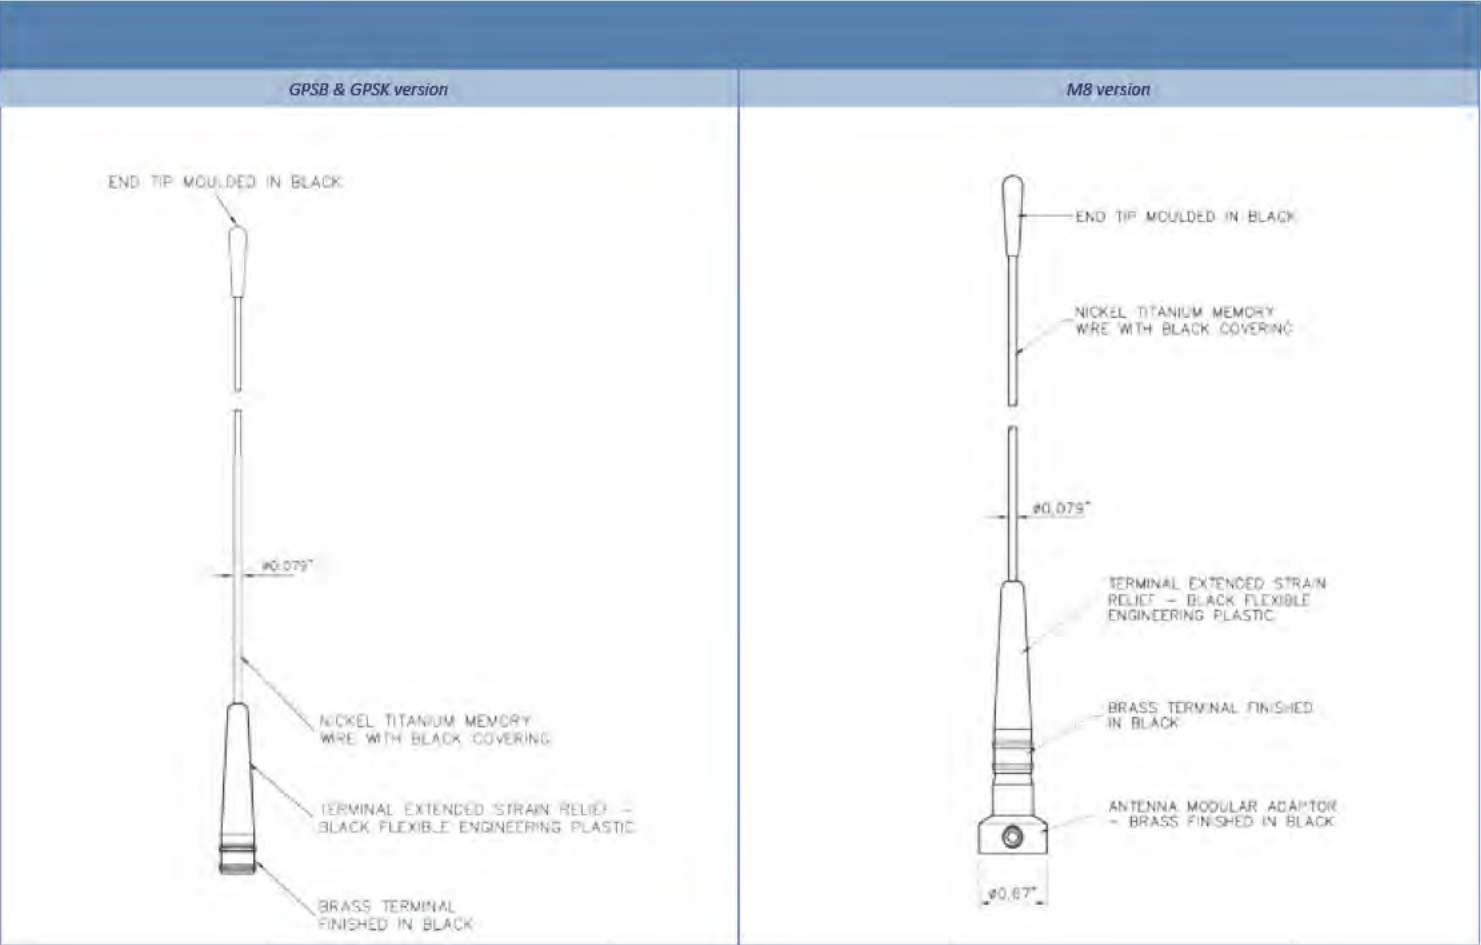 GPSB & GPSK version
END TIP MOULDED IN BLACK
ø0.079"
NICKEL TITANIUM MEMORY
WIRE WITH BLACK COVERING
TERMINAL EXTENDED STRAIN RELIEF –
BLACK FLEXIBLE ENGINEERING PLASTIC
BRASS TERMINAL
FINISHED IN BLACK
M8 version
END TIP MOULDED IN BLACK
NICKEL TITANIUM MEMORY
WIRE WITH BLACK COVERING
ø0,079"
TERMINAL EXTENDED STRAIN
RELIEF – BLACK FLEXIBLE
ENGINEERING PLASTIC
BRASS TERMINAL FINISHED
IN BLACK
ANTENNA MODULAR ADAPTOR
– BRASS FINISHED IN BLACK
ø0,67"